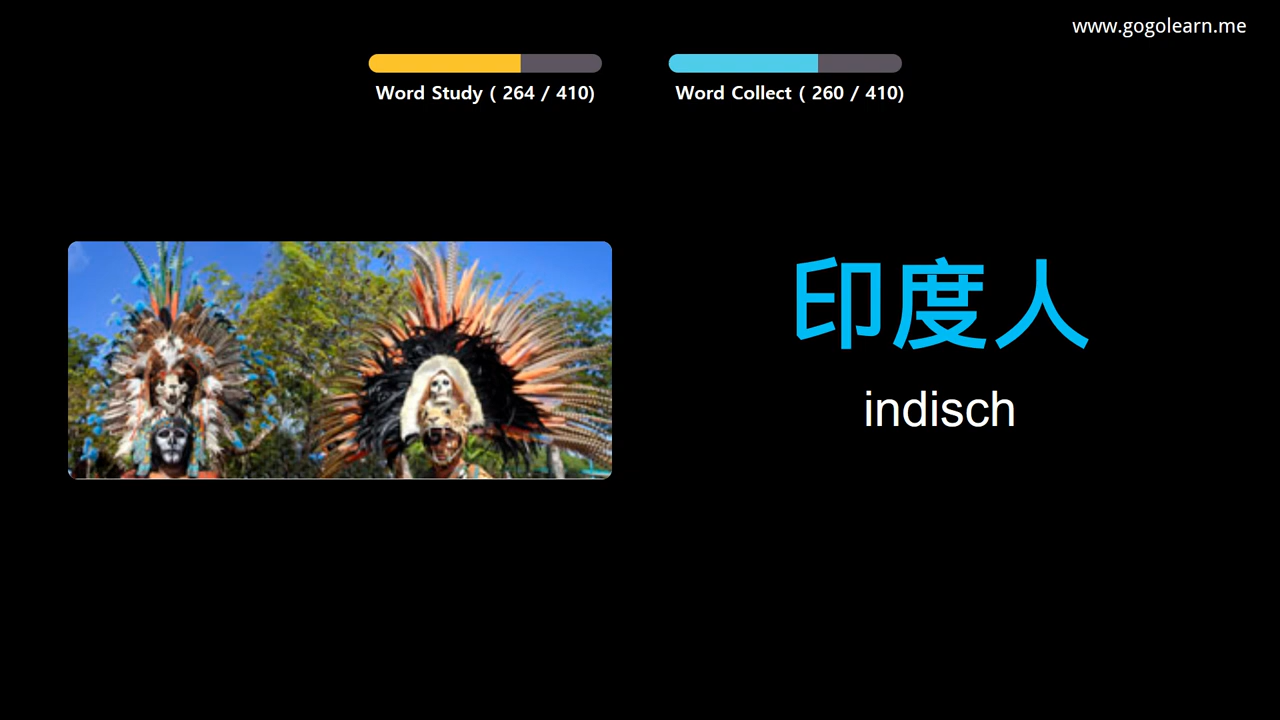 www.gogolearn.me
Word Study ( 264 / 410)
Word Collect ( 260 / 410)
印度人
indisch